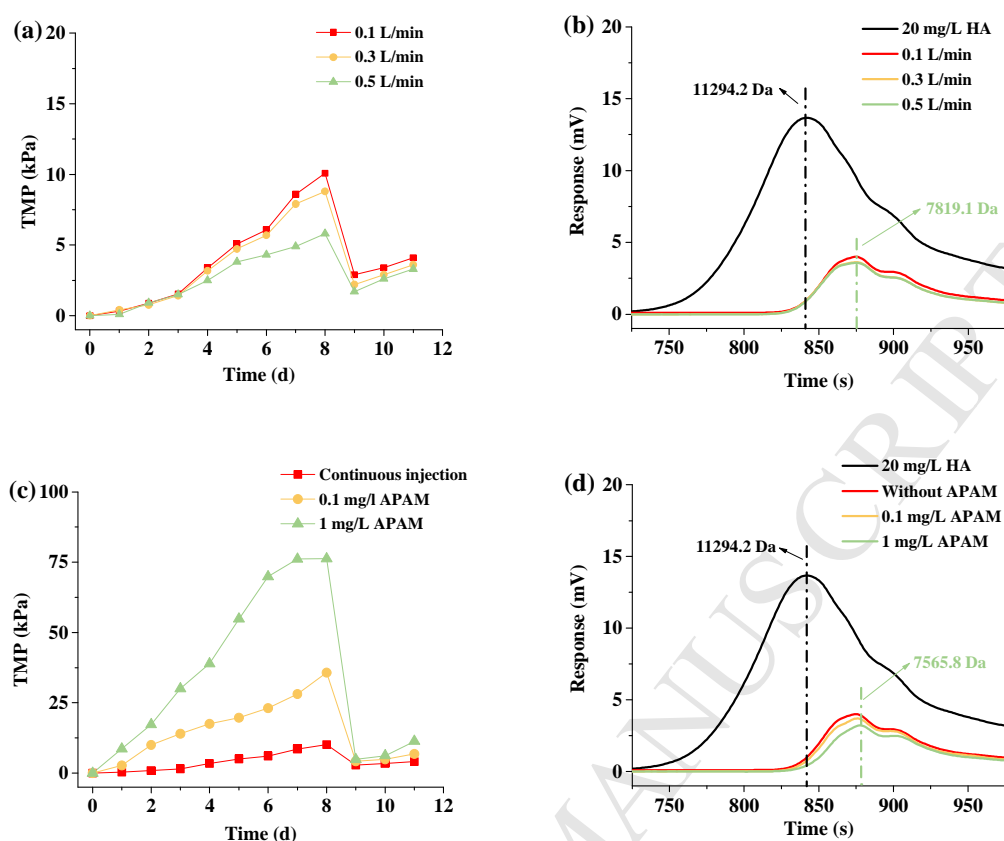 (a)
0.1 L/min
0.3 L/min
0.5 L/min
TMP (kPa)
20
15
10
5
0
0 2 4 6 8 10 12
Time (d)
(b)
20 mg/L HA
0.1 L/min
0.3 L/min
0.5 L/min
11294.2 Da
7819.1 Da
Response (mV)
20
15
10
5
0
750 800 850 900 950
Time (s)
(c)
Continuous injection
0.1 mg/l APAM
1 mg/L APAM
TMP (kPa)
100
75
50
25
0
0 2 4 6 8 10 12
Time (d)
(d)
20 mg/L HA
Without APAM
0.1 mg/L APAM
1 mg/L APAM
11294.2 Da
7565.8 Da
Response (mV)
20
15
10
5
0
750 800 850 900 950
Time (s)
MANUSCRIPT